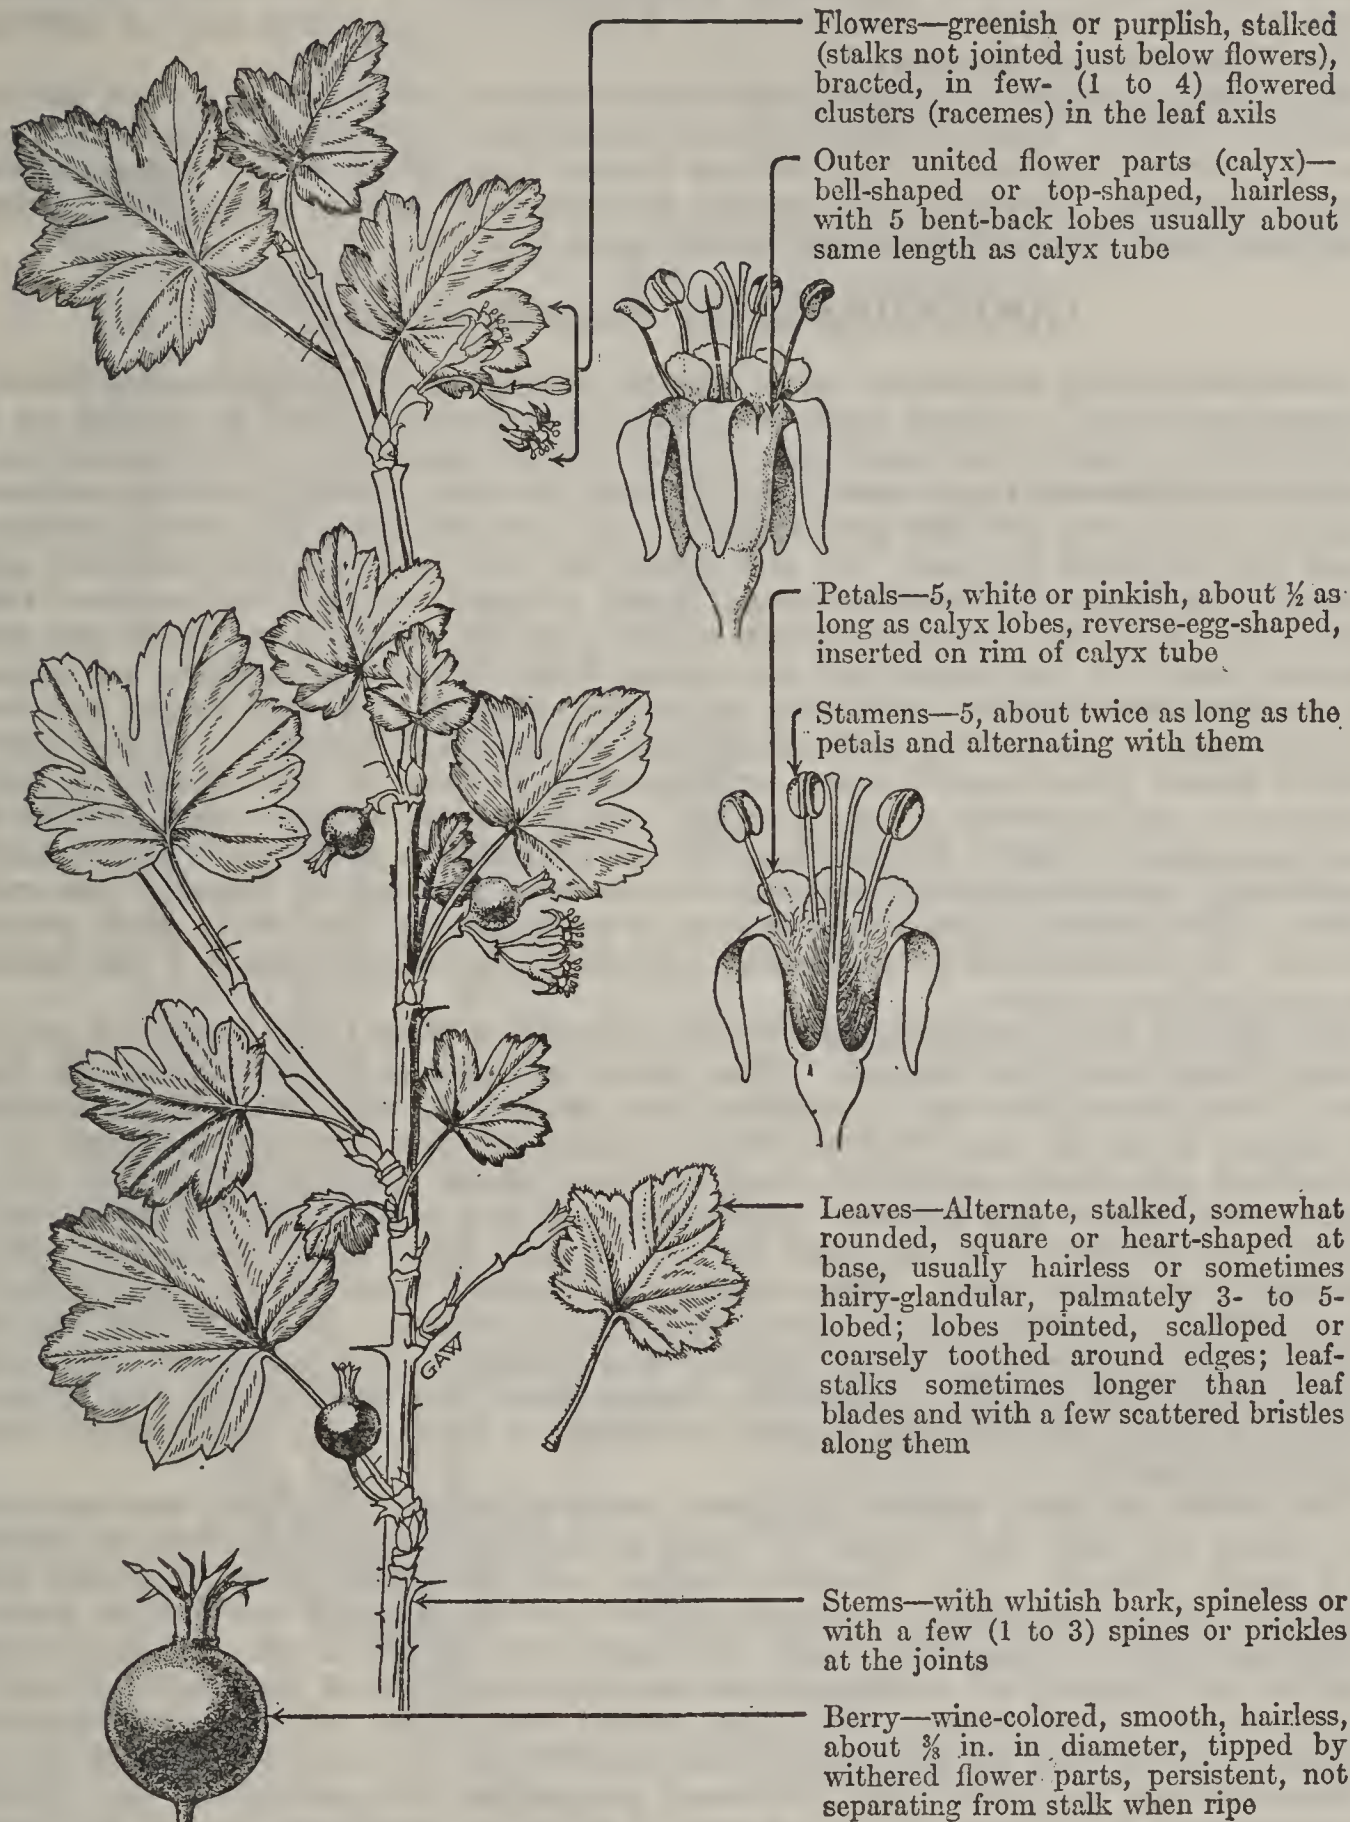 Flowers—greenish or purplish, stalked
(stalks not jointed just below flowers),
bracted, in few- (1 to 4) flowered
clusters (racemes) in the leaf axils
Outer united flower parts (calyx)—
bell-shaped or top-shaped, hairless,
with 5 bent-back lobes usually about
same length as calyx tube
Petals—5, white or pinkish, about ½ as
long as calyx lobes, reverse-egg-shaped,
inserted on rim of calyx tube
Stamens—5, about twice as long as the
petals and alternating with them
Leaves—Alternate, stalked, somewhat
rounded, square or heart-shaped at
base, usually hairless or sometimes
hairy-glandular, palmately 3- to 5-
lobed; lobes pointed, scalloped or
coarsely toothed around edges; leaf-
stalks sometimes longer than leaf
blades and with a few scattered bristles
along them
GAW
Stems—with whitish bark, spineless or
with a few (1 to 3) spines or prickles
at the joints
Berry—wine-colored, smooth, hairless,
about ⅜ in. in diameter, tipped by
withered flower parts, persistent, not
separating from stalk when ripe